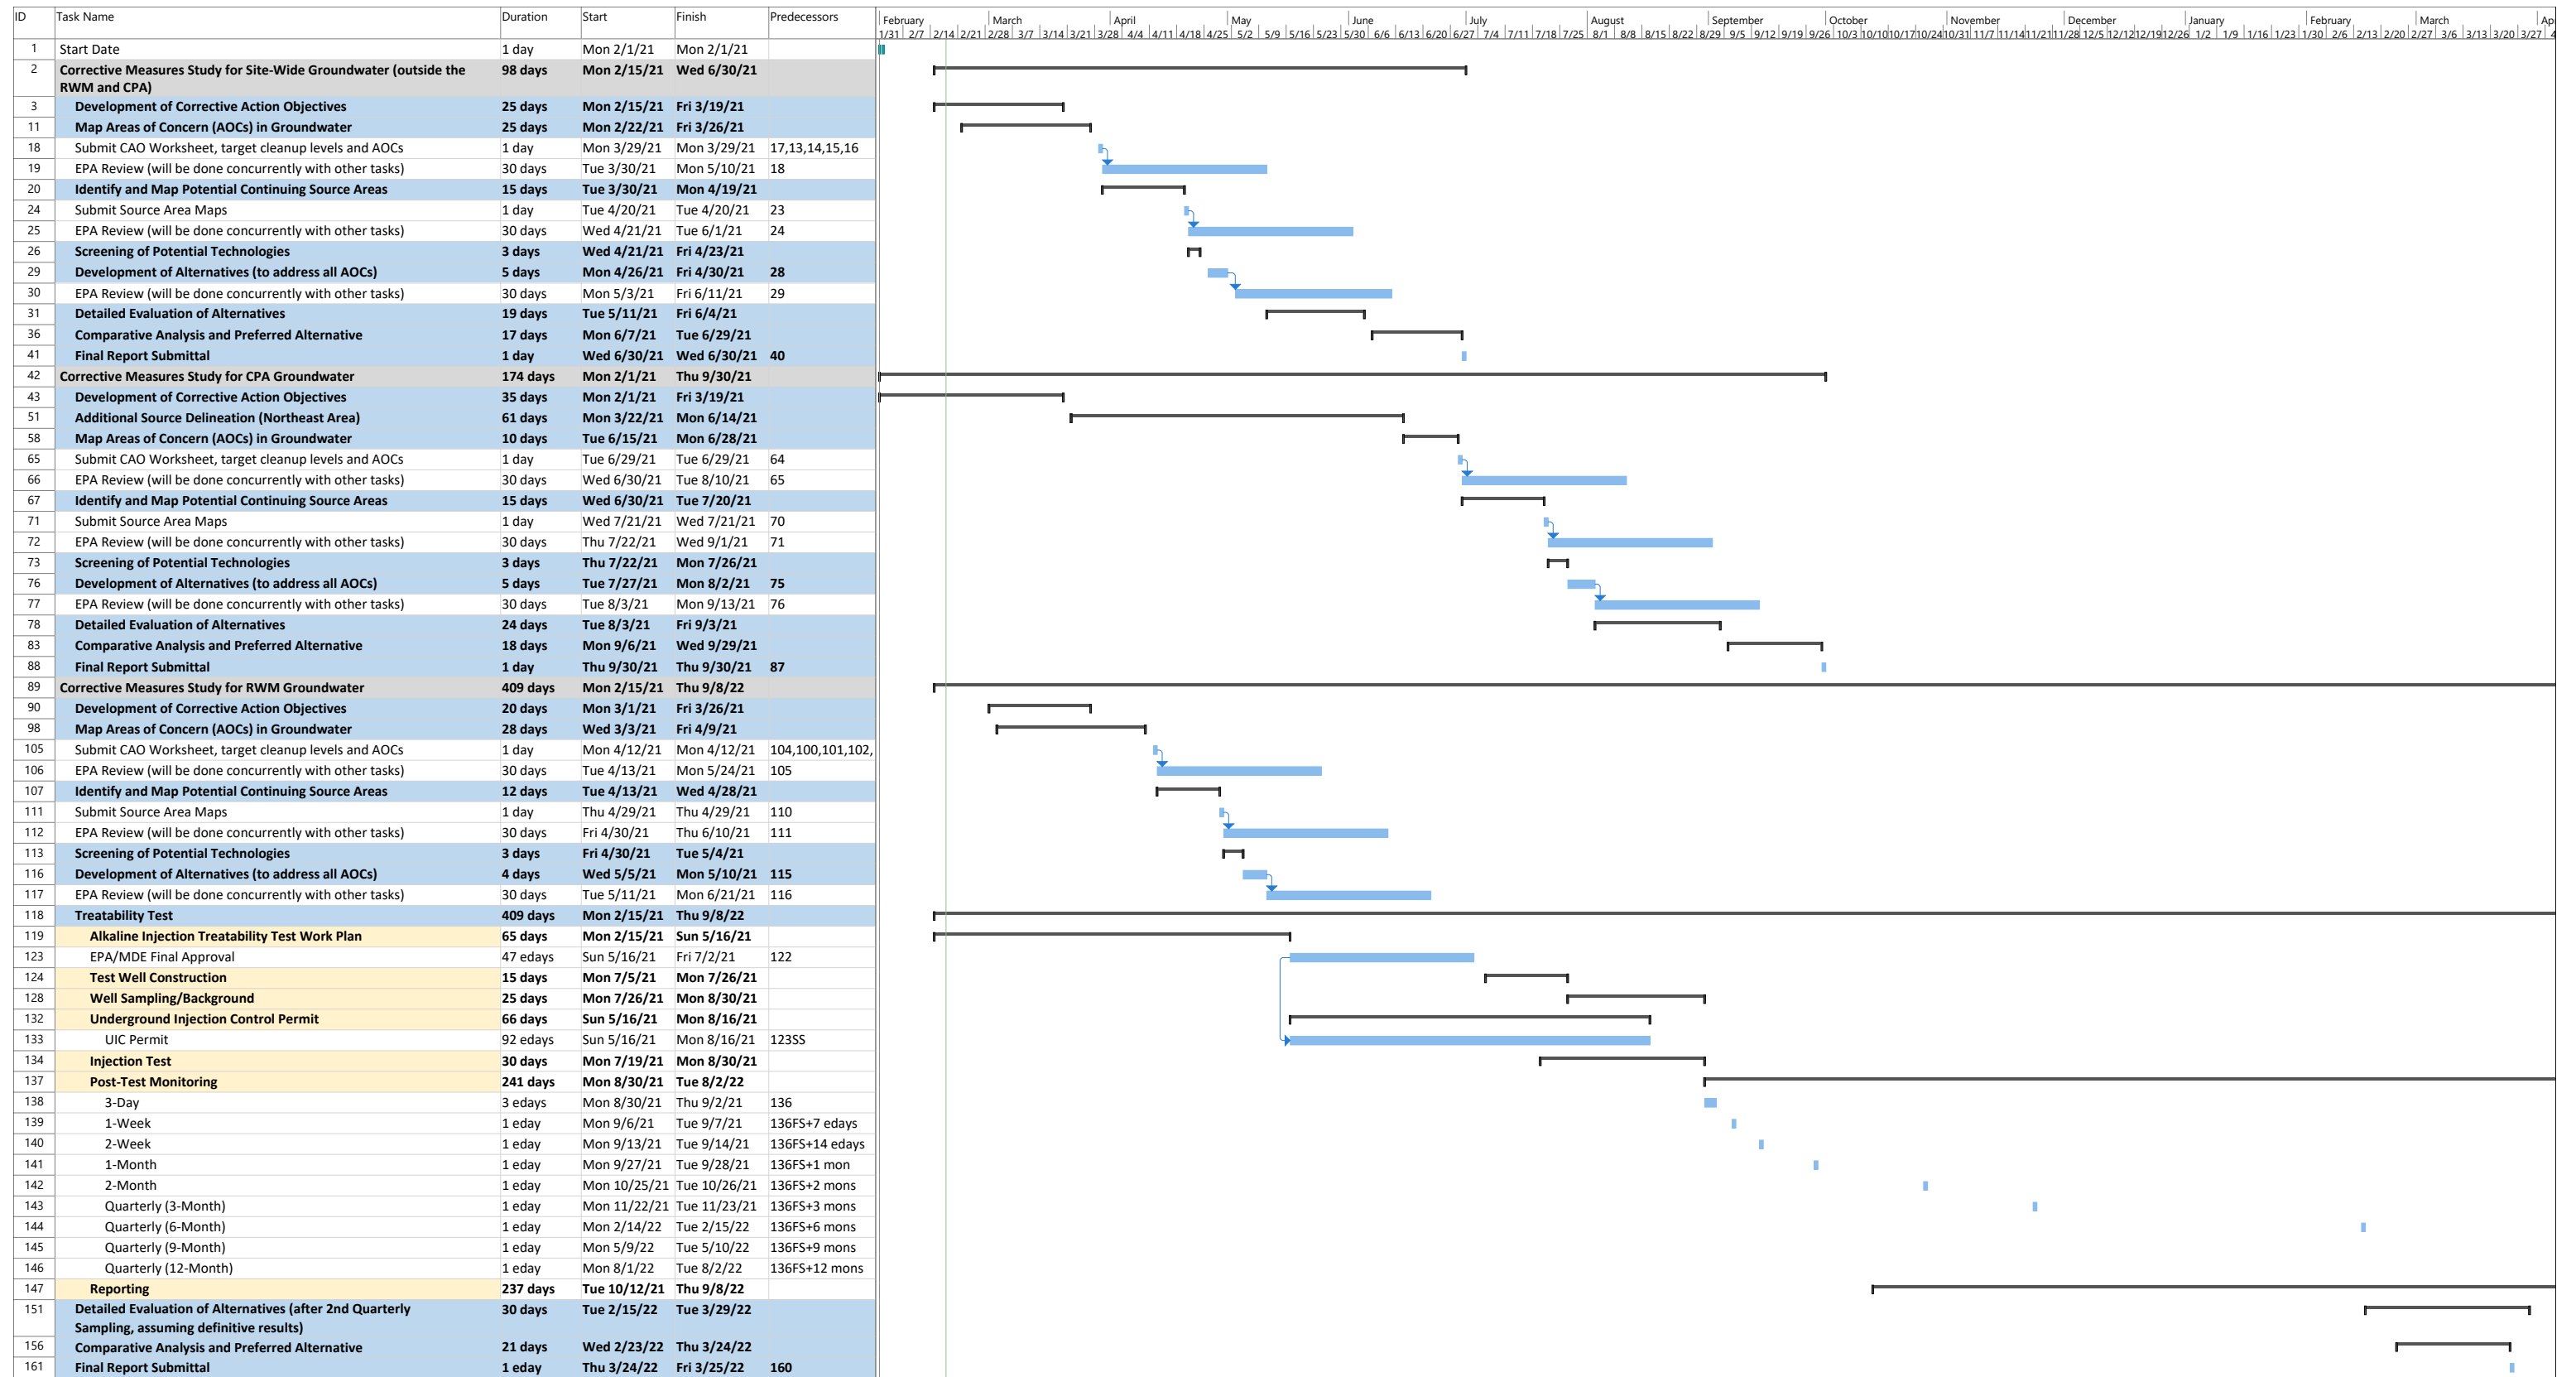 ID Task Name Duration Start Finish Predecessors
February March April May June July August September October November December January February March Ap
1/31 2/7 2/14 2/21 2/28 3/7 3/14 3/21 3/28 4/4 4/11 4/18 4/25 5/2 5/9 5/16 5/23 5/30 6/6 6/13 6/20 6/27 7/4 7/11 7/18 7/25 8/1 8/8 8/15 8/22 8/29 9/5 9/12 9/19 9/26 10/3 10/10 10/17 10/24 10/31 11/7 11/14 11/21 11/28 12/5 12/12 12/19 12/26 1/2 1/9 1/16 1/23 1/30 2/6 2/13 2/20 2/27 3/6 3/13 3/20 3/27 4
1 Start Date 1 day Mon 2/1/21 Mon 2/1/21
2 Corrective Measures Study for Site-Wide Groundwater (outside the 98 days Mon 2/15/21 Wed 6/30/21
RWM and CPA)
3 Development of Corrective Action Objectives 25 days Mon 2/15/21 Fri 3/19/21
11 Map Areas of Concern (AOCs) in Groundwater 25 days Mon 2/22/21 Fri 3/26/21
18 Submit CAO Worksheet, target cleanup levels and AOCs 1 day Mon 3/29/21 Mon 3/29/21 17,13,14,15,16
19 EPA Review (will be done concurrently with other tasks) 30 days Tue 3/30/21 Mon 5/10/21 18
20 Identify and Map Potential Continuing Source Areas 15 days Tue 3/30/21 Mon 4/19/21
24 Submit Source Area Maps 1 day Tue 4/20/21 Tue 4/20/21 23
25 EPA Review (will be done concurrently with other tasks) 30 days Wed 4/21/21 Tue 6/1/21 24
26 Screening of Potential Technologies 3 days Wed 4/21/21 Fri 4/23/21
29 Development of Alternatives (to address all AOCs) 5 days Mon 4/26/21 Fri 4/30/21 28
30 EPA Review (will be done concurrently with other tasks) 30 days Mon 5/3/21 Fri 6/11/21 29
31 Detailed Evaluation of Alternatives 19 days Tue 5/11/21 Fri 6/4/21
36 Comparative Analysis and Preferred Alternative 17 days Mon 6/7/21 Tue 6/29/21
41 Final Report Submittal 1 day Wed 6/30/21 Wed 6/30/21 40
42 Corrective Measures Study for CPA Groundwater 174 days Mon 2/1/21 Thu 9/30/21
43 Development of Corrective Action Objectives 35 days Mon 2/1/21 Fri 3/19/21
51 Additional Source Delineation (Northeast Area) 61 days Mon 3/22/21 Mon 6/14/21
58 Map Areas of Concern (AOCs) in Groundwater 10 days Tue 6/15/21 Mon 6/28/21
65 Submit CAO Worksheet, target cleanup levels and AOCs 1 day Tue 6/29/21 Tue 6/29/21 64
66 EPA Review (will be done concurrently with other tasks) 30 days Wed 6/30/21 Tue 8/10/21 65
67 Identify and Map Potential Continuing Source Areas 15 days Wed 6/30/21 Tue 7/20/21
71 Submit Source Area Maps 1 day Wed 7/21/21 Wed 7/21/21 70
72 EPA Review (will be done concurrently with other tasks) 30 days Thu 7/22/21 Wed 9/1/21 71
73 Screening of Potential Technologies 3 days Thu 7/22/21 Mon 7/26/21
76 Development of Alternatives (to address all AOCs) 5 days Tue 7/27/21 Mon 8/2/21 75
77 EPA Review (will be done concurrently with other tasks) 30 days Tue 8/3/21 Mon 9/13/21 76
78 Detailed Evaluation of Alternatives 24 days Tue 8/3/21 Fri 9/3/21
83 Comparative Analysis and Preferred Alternative 18 days Mon 9/6/21 Wed 9/29/21
88 Final Report Submittal 1 day Thu 9/30/21 Thu 9/30/21 87
89 Corrective Measures Study for RWM Groundwater 409 days Mon 2/15/21 Thu 9/8/22
90 Development of Corrective Action Objectives 20 days Mon 3/1/21 Fri 3/26/21
98 Map Areas of Concern (AOCs) in Groundwater 28 days Wed 3/3/21 Fri 4/9/21
105 Submit CAO Worksheet, target cleanup levels and AOCs 1 day Mon 4/12/21 Mon 4/12/21 104,100,101,102,
106 EPA Review (will be done concurrently with other tasks) 30 days Tue 4/13/21 Mon 5/24/21 105
107 Identify and Map Potential Continuing Source Areas 12 days Tue 4/13/21 Wed 4/28/21
111 Submit Source Area Maps 1 day Thu 4/29/21 Thu 4/29/21 110
112 EPA Review (will be done concurrently with other tasks) 30 days Fri 4/30/21 Thu 6/10/21 111
113 Screening of Potential Technologies 3 days Fri 4/30/21 Tue 5/4/21
116 Development of Alternatives (to address all AOCs) 4 days Wed 5/5/21 Mon 5/10/21 115
117 EPA Review (will be done concurrently with other tasks) 30 days Tue 5/11/21 Mon 6/21/21 116
118 Treatability Test 409 days Mon 2/15/21 Thu 9/8/22
119 Alkaline Injection Treatability Test Work Plan 65 days Mon 2/15/21 Sun 5/16/21
123 EPA/MDE Final Approval 47 edays Sun 5/16/21 Fri 7/2/21 122
124 Test Well Construction 15 days Mon 7/5/21 Mon 7/26/21
128 Well Sampling/Background 25 days Mon 7/26/21 Mon 8/30/21
132 Underground Injection Control Permit 66 days Sun 5/16/21 Mon 8/16/21
133 UIC Permit 92 edays Sun 5/16/21 Mon 8/16/21 123SS
134 Injection Test 30 days Mon 7/19/21 Mon 8/30/21
137 Post-Test Monitoring 241 days Mon 8/30/21 Tue 8/2/22
138 3-Day 3 edays Mon 8/30/21 Thu 9/2/21 136
139 1-Week 1 eday Mon 9/6/21 Tue 9/7/21 136FS+7 edays
140 2-Week 1 eday Mon 9/13/21 Tue 9/14/21 136FS+14 edays
141 1-Month 1 eday Mon 9/27/21 Tue 9/28/21 136FS+1 mon
142 2-Month 1 eday Mon 10/25/21 Tue 10/26/21 136FS+2 mons
143 Quarterly (3-Month) 1 eday Mon 11/22/21 Tue 11/23/21 136FS+3 mons
144 Quarterly (6-Month) 1 eday Mon 2/14/22 Tue 2/15/22 136FS+6 mons
145 Quarterly (9-Month) 1 eday Mon 5/9/22 Tue 5/10/22 136FS+9 mons
146 Quarterly (12-Month) 1 eday Mon 8/1/22 Tue 8/2/22 136FS+12 mons
147 Reporting 237 days Tue 10/12/21 Thu 9/8/22
151 Detailed Evaluation of Alternatives (after 2nd Quarterly 30 days Tue 2/15/22 Tue 3/29/22
Sampling, assuming definitive results)
156 Comparative Analysis and Preferred Alternative 21 days Wed 2/23/22 Thu 3/24/22
161 Final Report Submittal 1 eday Thu 3/24/22 Fri 3/25/22 160